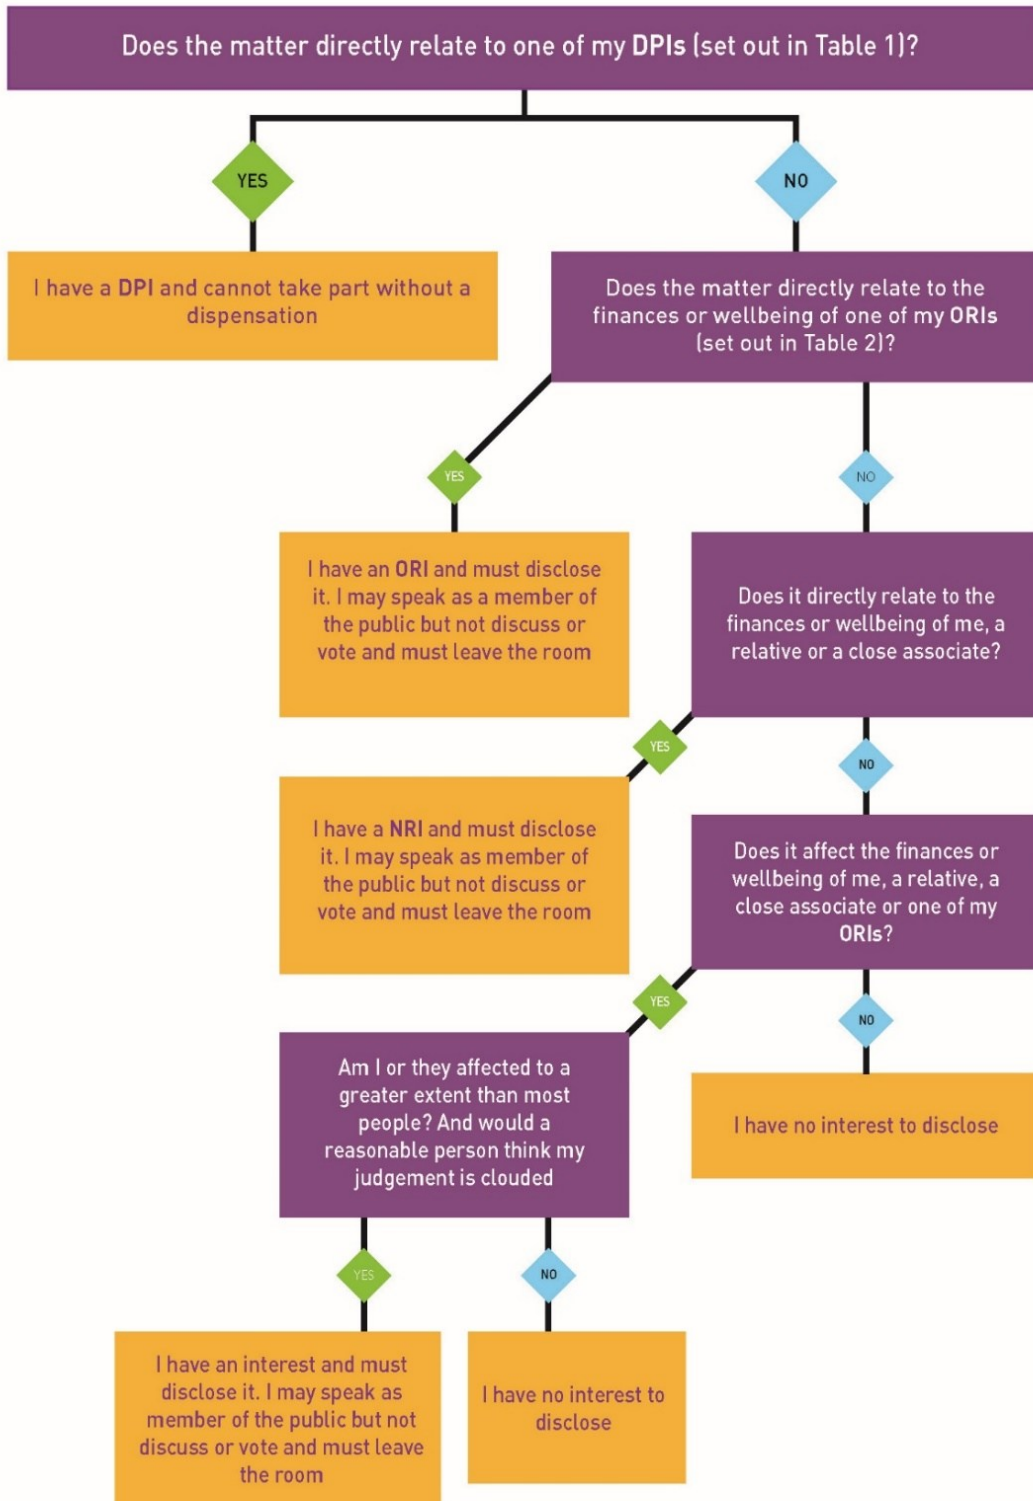 Does the matter directly relate to one of my DPIs (set out in Table 1)?
YES
NO
I have a DPI and cannot take part without a
dispensation
Does the matter directly relate to the
finances or wellbeing of one of my ORIs
(set out in Table 2)?
YES
NO
I have an ORI and must disclose
it. I may speak as a member of
the public but not discuss or
vote and must leave the room
Does it directly relate to the
finances or wellbeing of me, a
relative or a close associate?
YES
NO
I have a NRI and must disclose
it. I may speak as member of
the public but not discuss or
vote and must leave the room
Does it affect the finances or
wellbeing of me, a relative, a
close associate or one of my
ORIs?
YES
NO
Am I or they affected to a
greater extent than most
people? And would a
reasonable person think my
judgement is clouded
I have no interest to disclose
YES
NO
I have an interest and must
disclose it. I may speak as
member of the public but not
discuss or vote and must leave
the room
I have no interest to
disclose